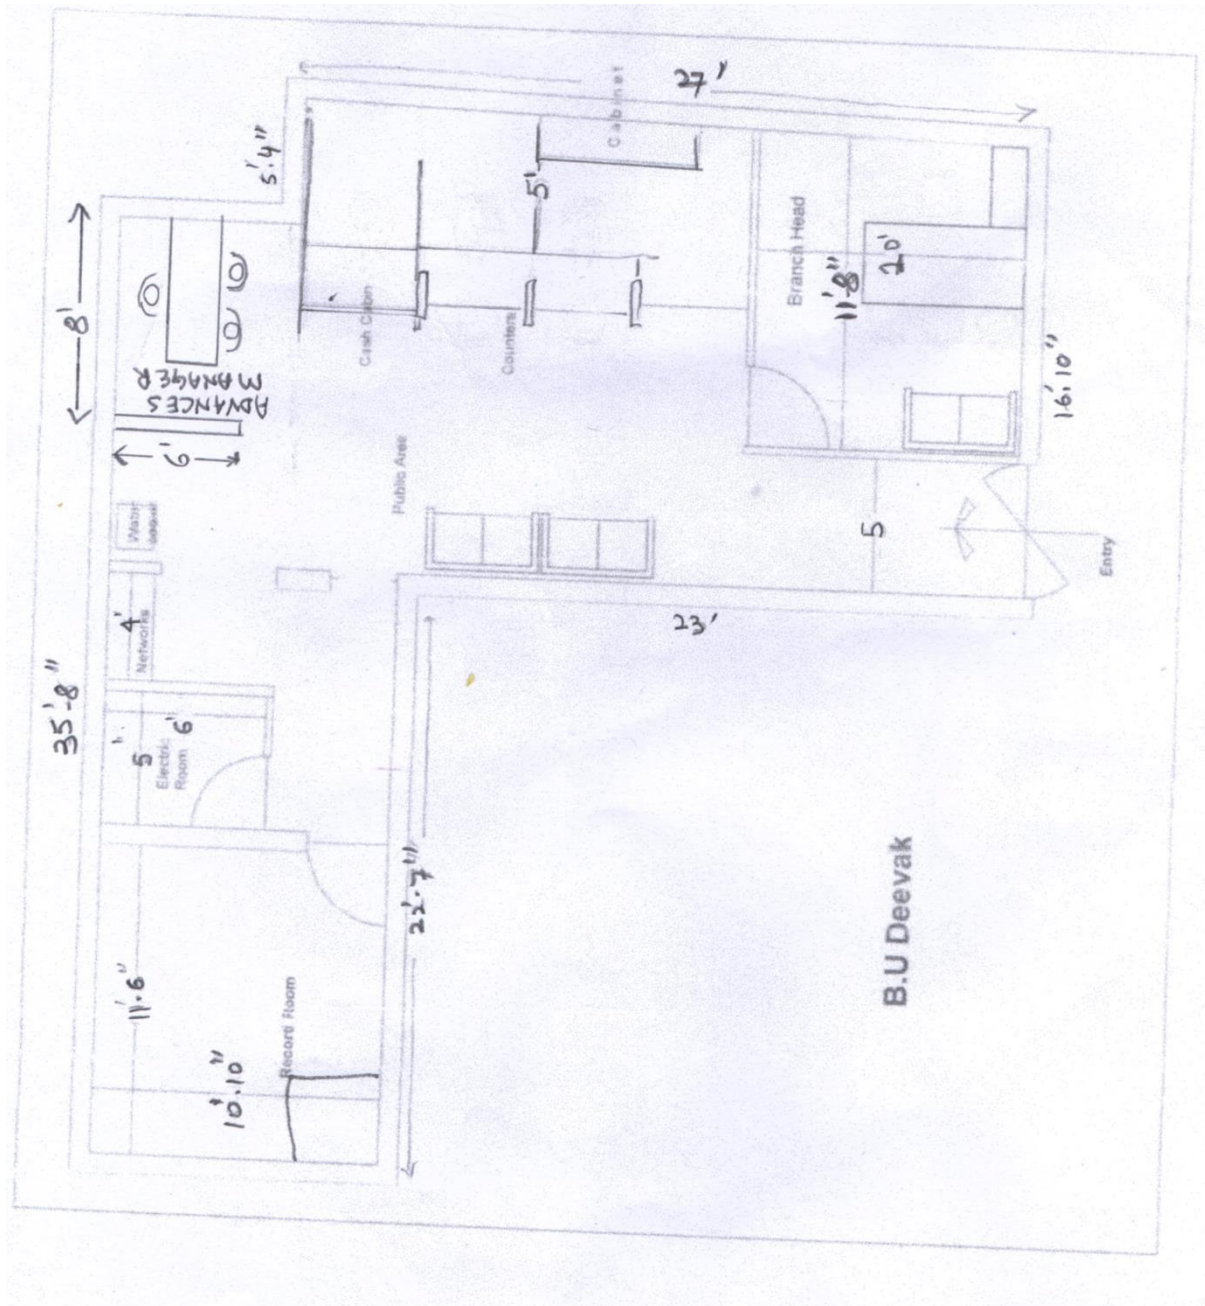 27'
Cabinet
5'.4"
5'
8'
Branch Head
11'-8"
20'
Cash Cabin
Counters
ADVANCES
MANAGER
16'.10"
6'
Public Area
Water
5
Entry
4'
Networks
23'
35'-8"
5'
6'
Electric
Room
22'.7"
B.U Deevak
11'.6"
Record Room
10'.10"